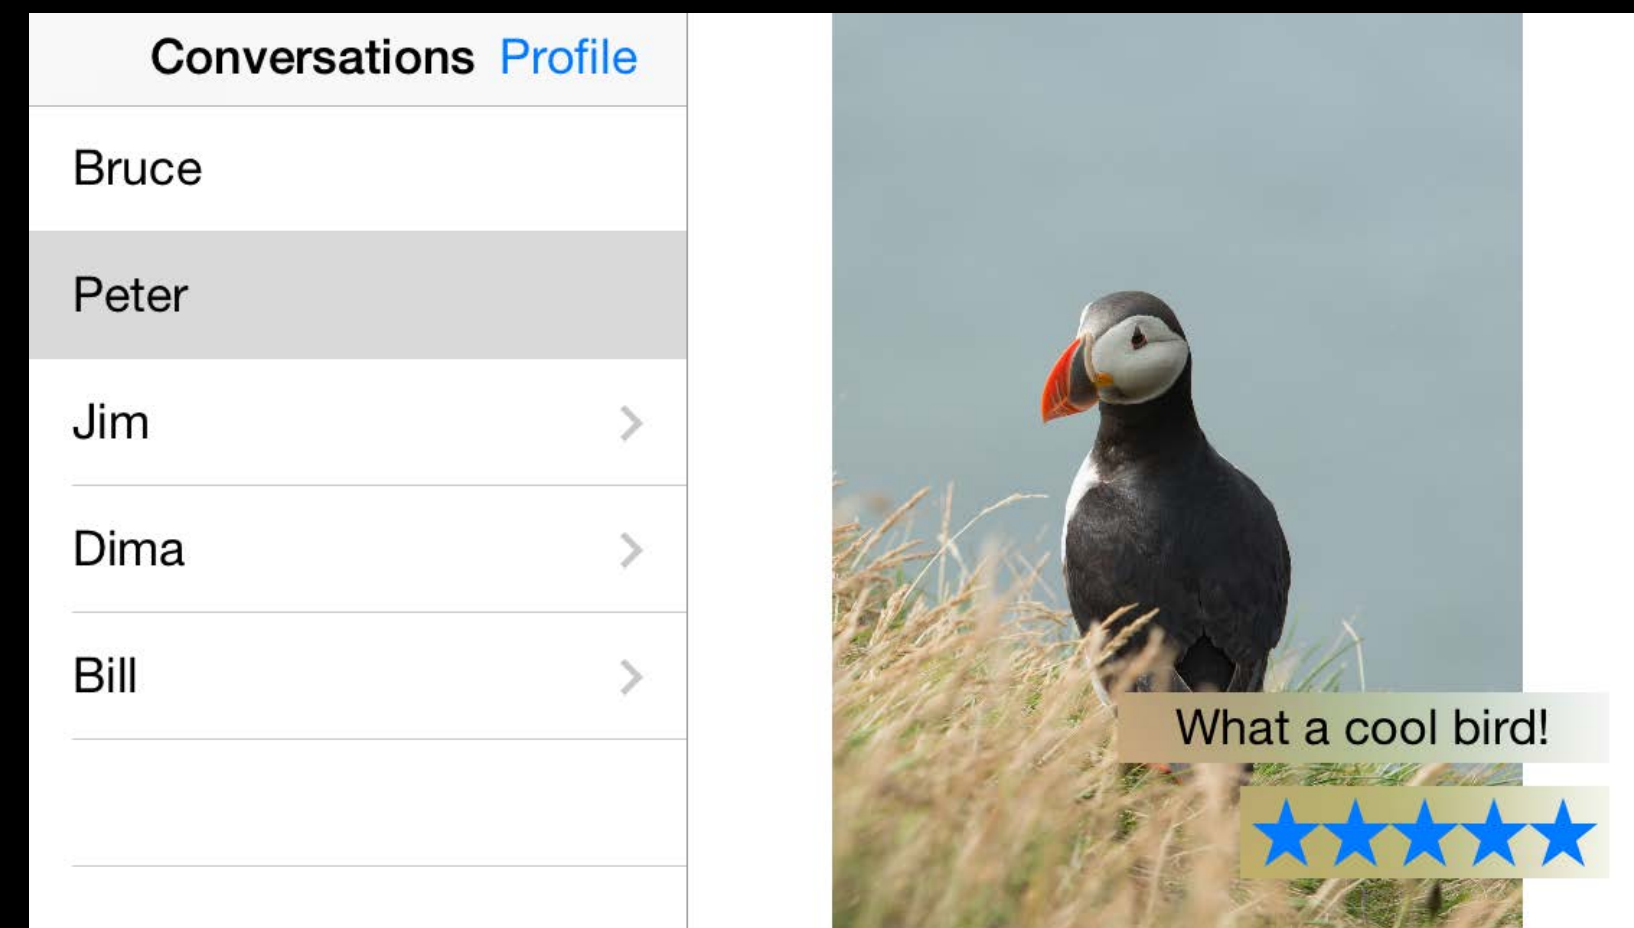 Conversations Profile
Bruce
Peter
Jim
Dima
Bill
What a cool bird!